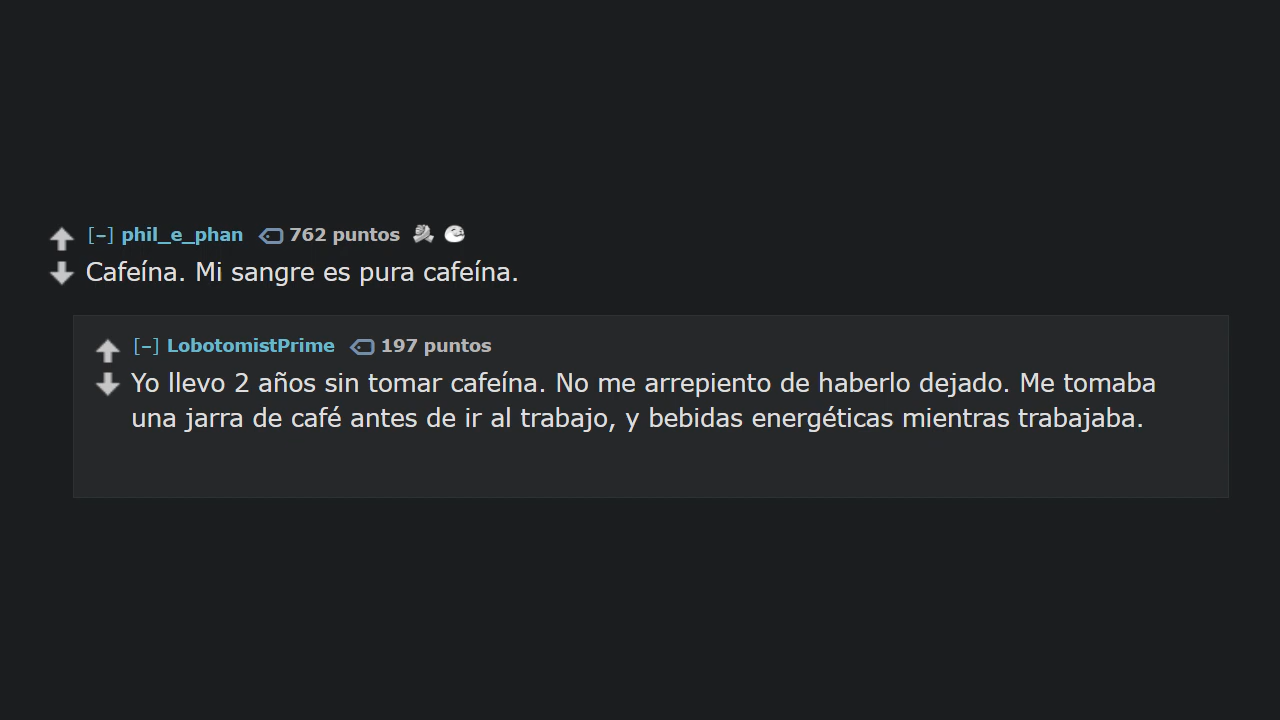 [–] phil_e_phan 762 puntos
Cafeína. Mi sangre es pura cafeína.
[–] LobotomistPrime 197 puntos
Yo llevo 2 años sin tomar cafeína. No me arrepiento de haberlo dejado. Me tomaba
una jarra de café antes de ir al trabajo, y bebidas energéticas mientras trabajaba.